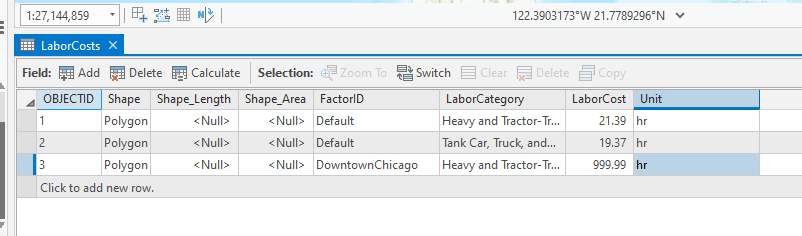 1:27,144,859 122.3903173°W 21.7789296°N
LaborCosts
Field: Add Delete Calculate Selection: Zoom To Switch Clear Delete Copy
OBJECTID Shape Shape_Length Shape_Area FactorID LaborCategory LaborCost Unit
1 Polygon <Null> <Null> Default Heavy and Tractor-Tr... 21.39 hr
2 Polygon <Null> <Null> Default Tank Car, Truck, and... 19.37 hr
3 Polygon <Null> <Null> DowntownChicago Heavy and Tractor-Tr... 999.99 hr
Click to add new row.